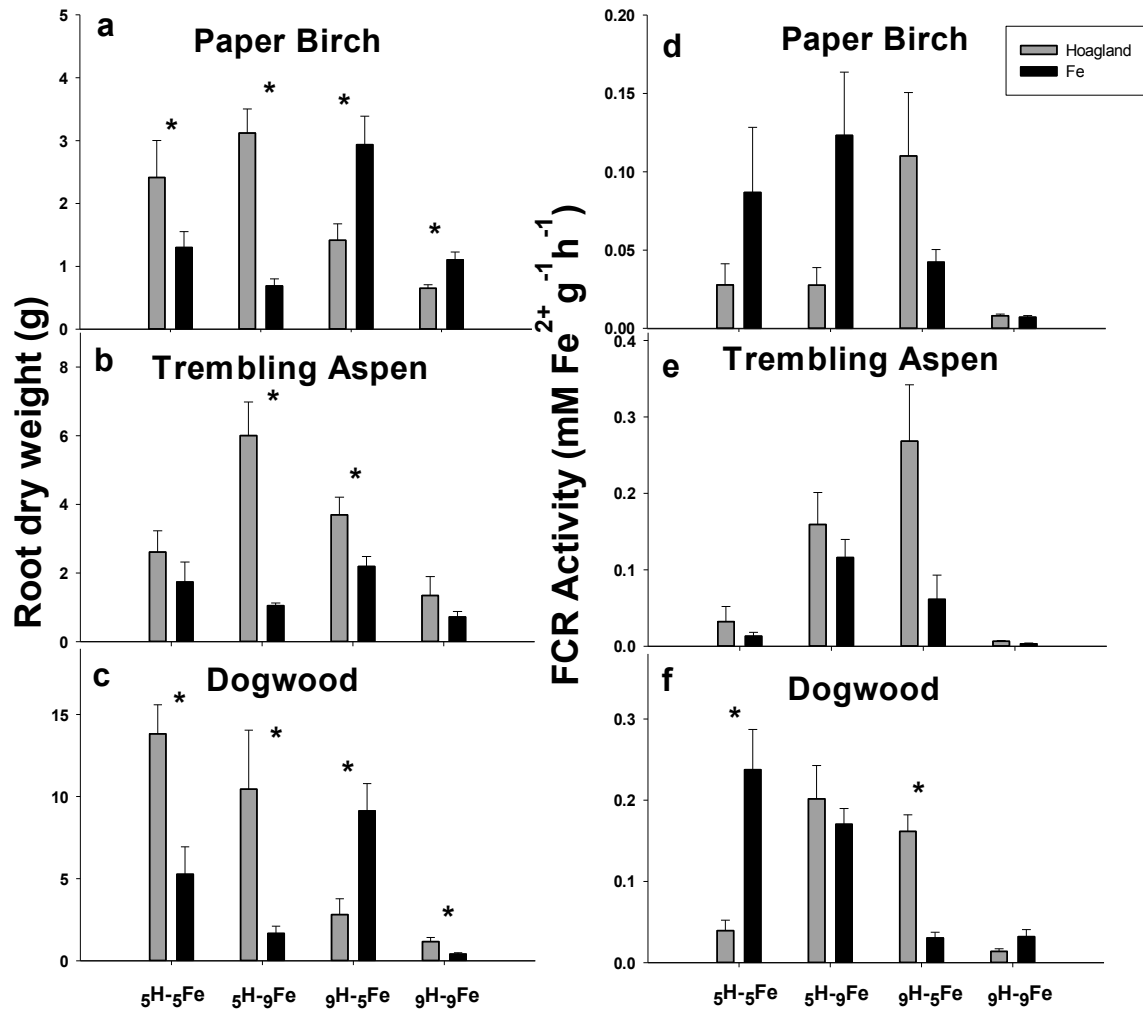 a
Paper Birch
5
4
3
2
1
0
* * * *
b
Trembling Aspen
8
6
4
2
0
* *
c
Dogwood
15
10
5
0
* * * *
5H-5Fe 5H-9Fe 9H-5Fe 9H-9Fe
Root dry weight (g)
d
Paper Birch
Hoagland
Fe
0.20
0.15
0.10
0.05
0.00
e
Trembling Aspen
0.4
0.3
0.2
0.1
0.0
f
Dogwood
0.3
0.2
0.1
0.0
* *
5H-5Fe 5H-9Fe 9H-5Fe 9H-9Fe
FCR Activity (mM Fe2+ g-1h-1)